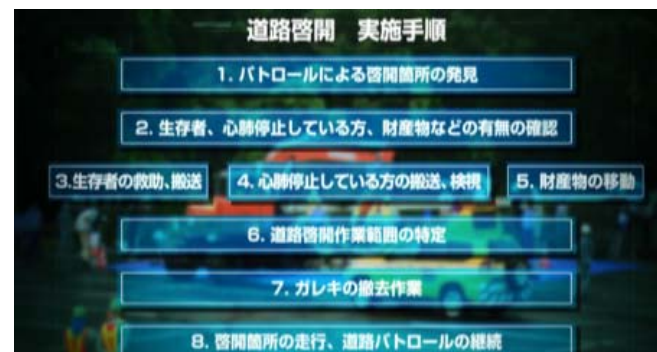 道路啓開　実施手順
1. パトロールによる啓開箇所の発見
2. 生存者、心肺停止している方、財産物などの有無の確認
3.生存者の救助、搬送
4. 心肺停止している方の搬送、検視
5. 財産物の移動
6. 道路啓開作業範囲の特定
7. ガレキの撤去作業
8. 啓開箇所の走行、道路パトロールの継続